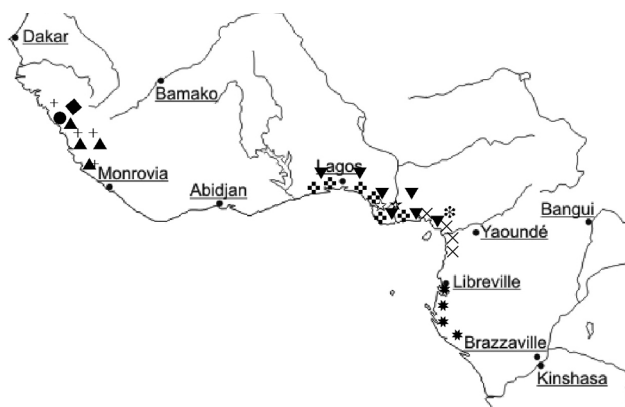 Dakar
Bamako
Monrovia
Abidjan
Lagos
Bangui
Yaoundé
Libreville
Brazzaville
Kinshasa